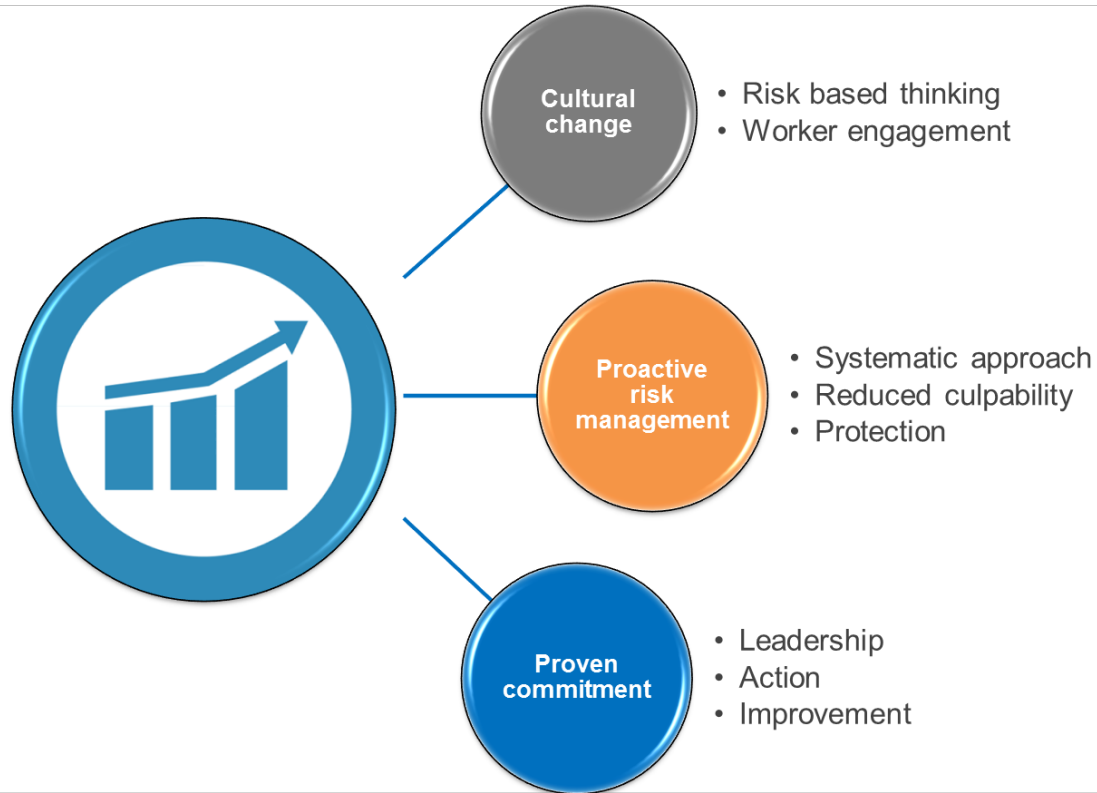 Cultural
change
• Risk based thinking
• Worker engagement
Proactive
risk
management
• Systematic approach
• Reduced culpability
• Protection
Proven
commitment
• Leadership
• Action
• Improvement